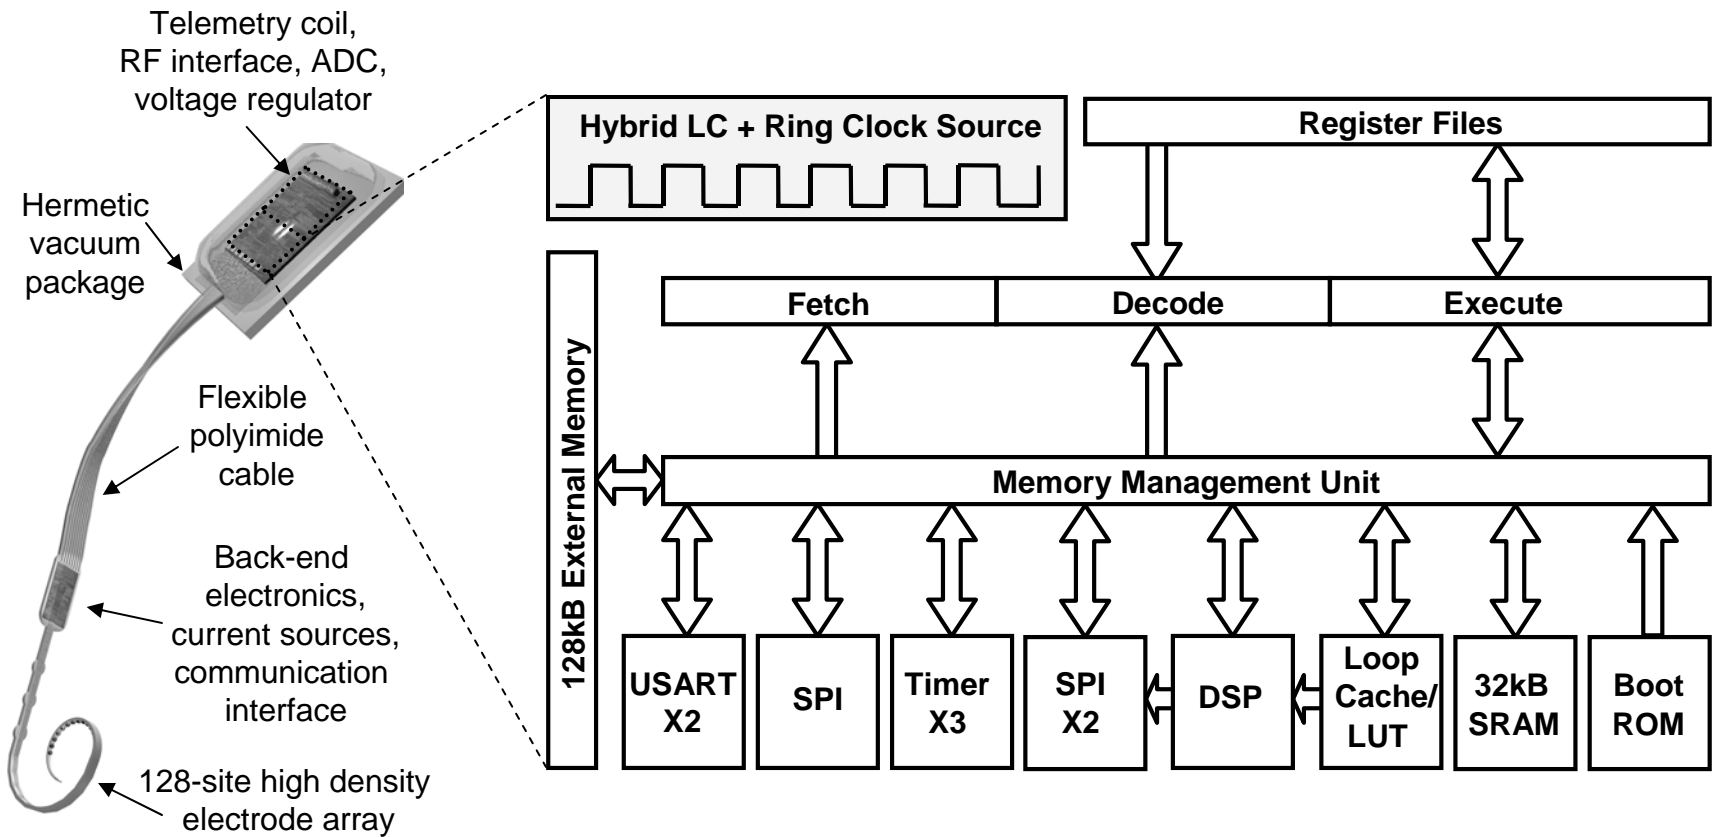 Telemetry coil,
RF interface, ADC,
voltage regulator
Hermetic
vacuum
package
Flexible
polyimide
cable
Back-end
electronics,
current sources,
communication
interface
128-site high density
electrode array
Hybrid LC + Ring Clock Source
Register Files
Fetch
Decode
Execute
128kB External Memory
Memory Management Unit
USART
X2
SPI
Timer
X3
SPI
X2
DSP
Loop
Cache/
LUT
32kB
SRAM
Boot
ROM